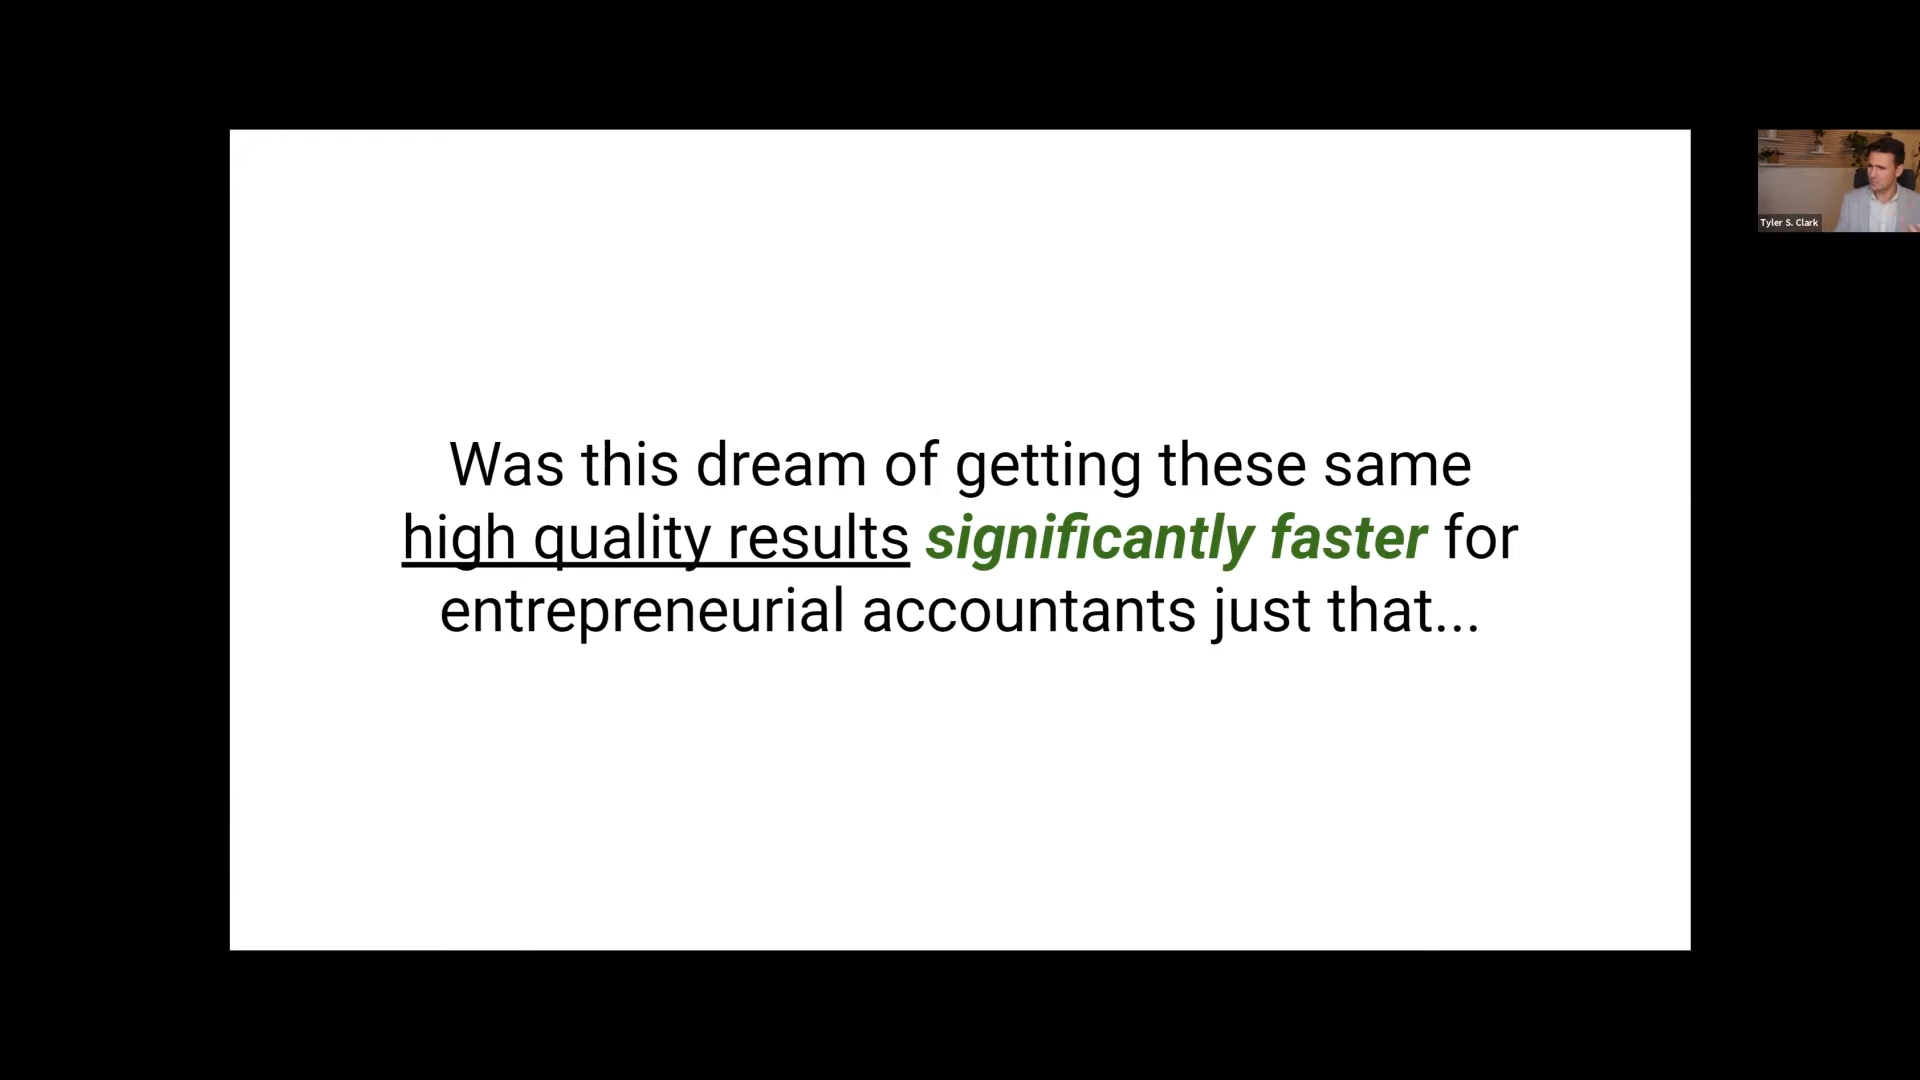 Was this dream of getting these same
high quality results significantly faster for
entrepreneurial accountants just that...
Tyler S. Clark